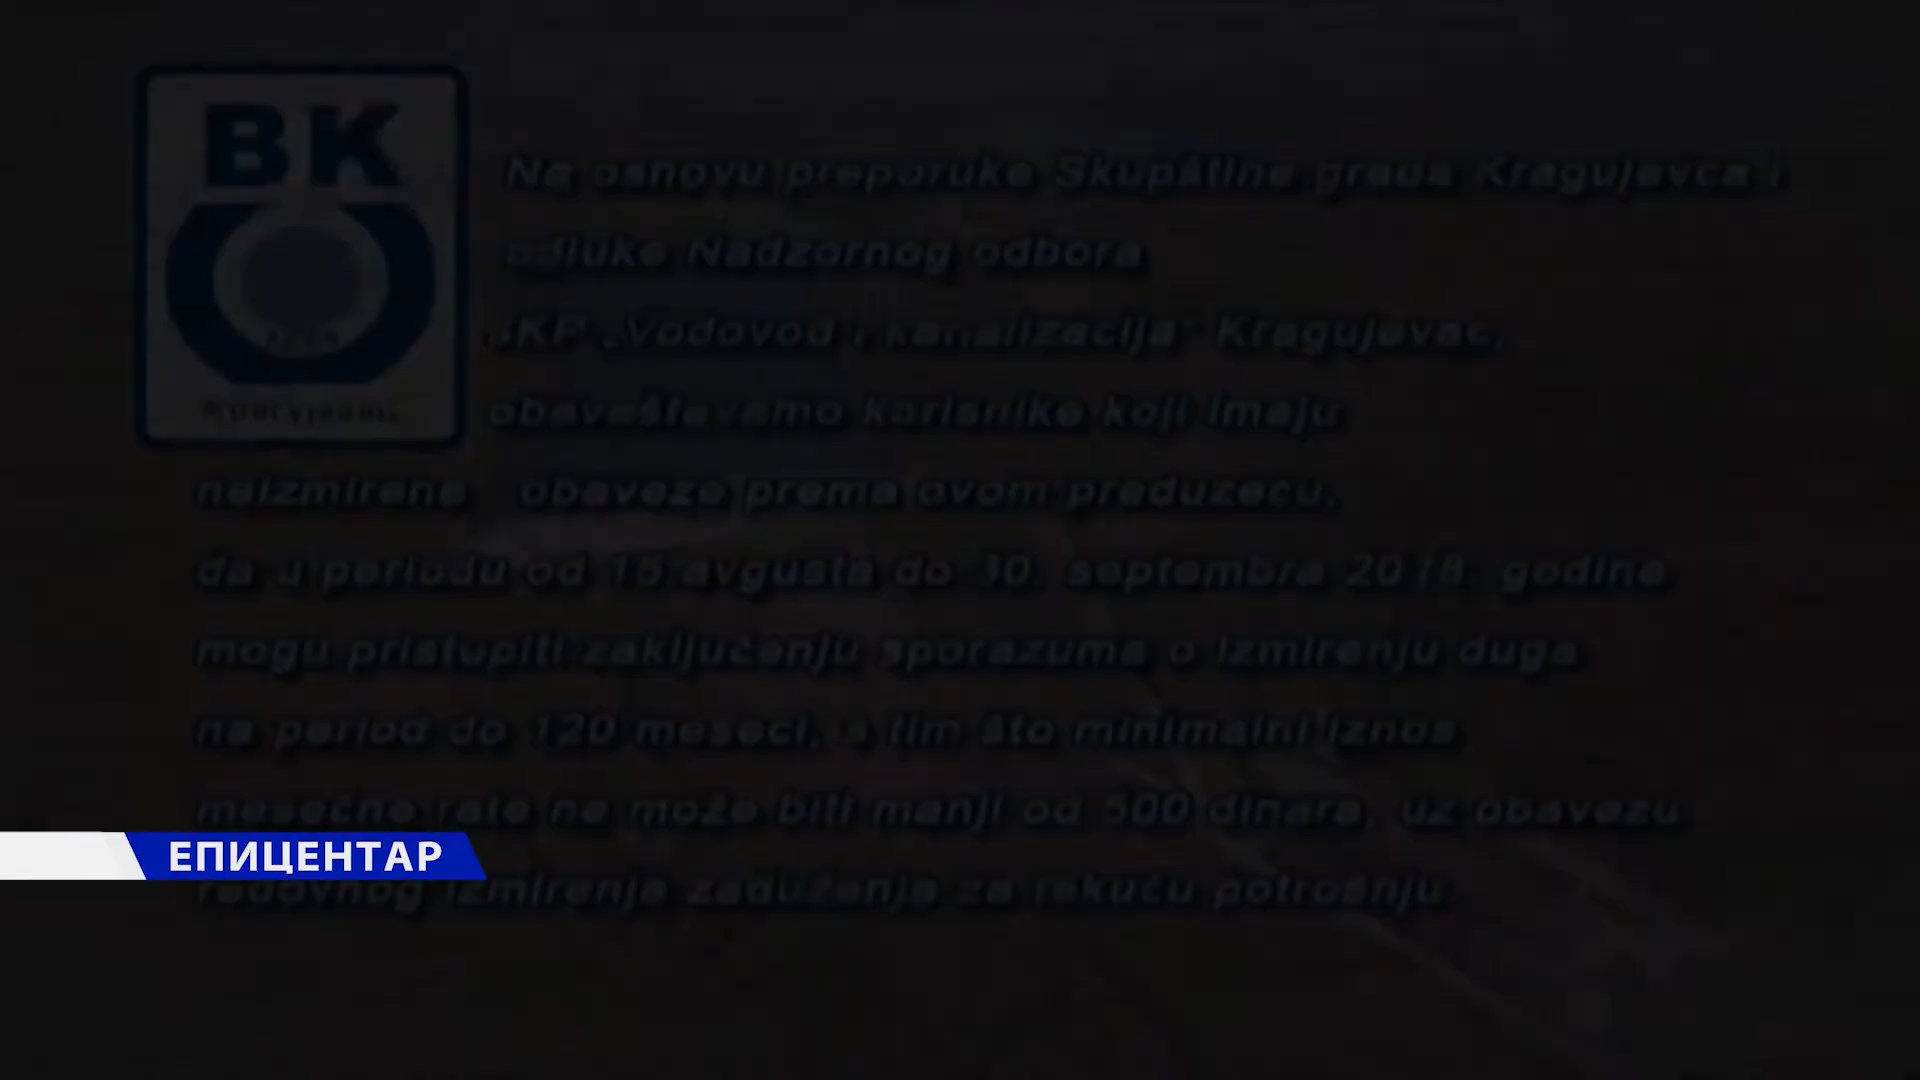 ВК
Na osnovu preporuke Skupštine grada Kragujevca i
odluke Nadzornog odbora
JKP „Vodovod i kanalizacija" Kragujevac,
obaveštavamo korisnike koji imaju
neizmirene obaveze prema ovom preduzeću,
da u periodu od 15 avgusta do 30. septembra 2018. godine
mogu pristupiti zaključenju sporazuma o izmirenju duga
na period do 120 meseci, s tim što minimalni iznos
mesečne rate ne može biti manji od 500 dinara, uz obavezu
ЕПИЦЕНТАР
redovnog izmirenja zaduženja za tekuću potrošnju.